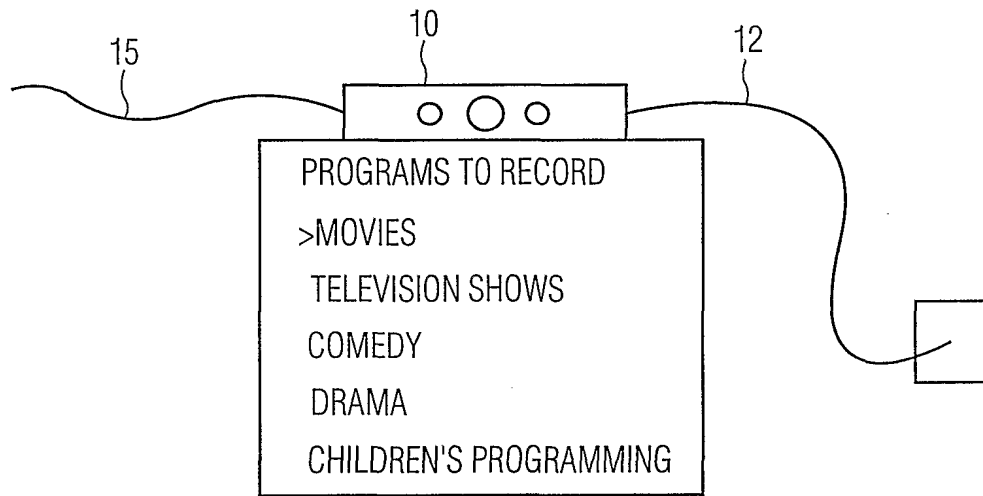 15
10
12
PROGRAMS TO RECORD
>MOVIES
TELEVISION SHOWS
COMEDY
DRAMA
CHILDREN'S PROGRAMMING